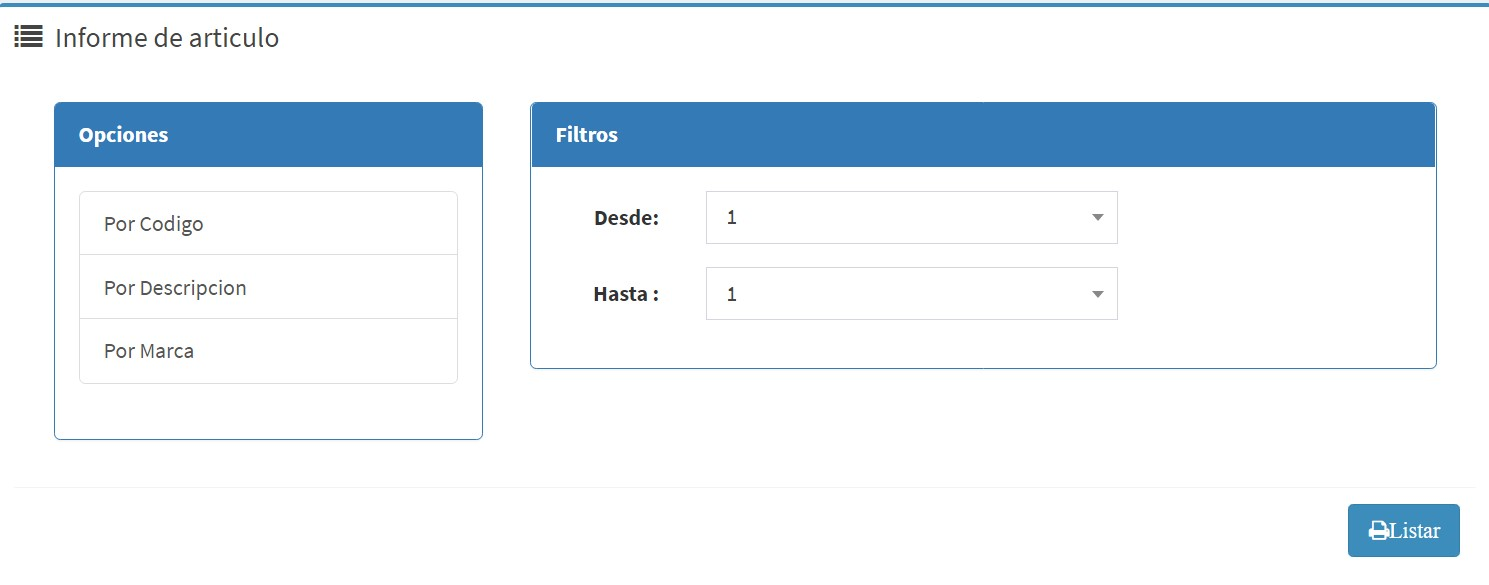 Informe de articulo
Opciones
Por Codigo
Por Descripcion
Por Marca
Filtros
Desde: 1
Hasta : 1
Listar